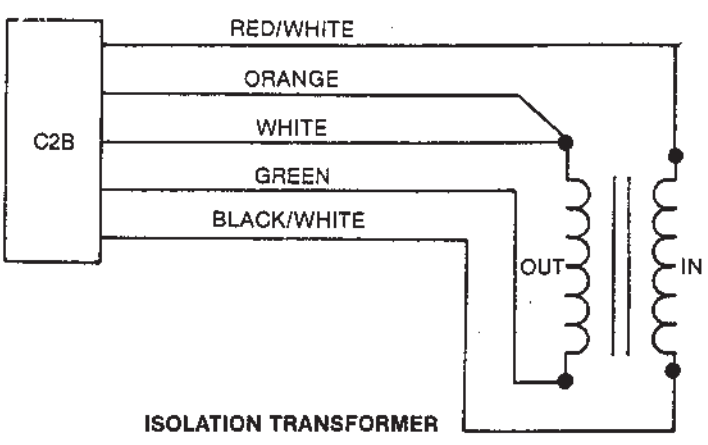 RED/WHITE
ORANGE
C2B
WHITE
GREEN
BLACK/WHITE
OUT
IN
ISOLATION TRANSFORMER